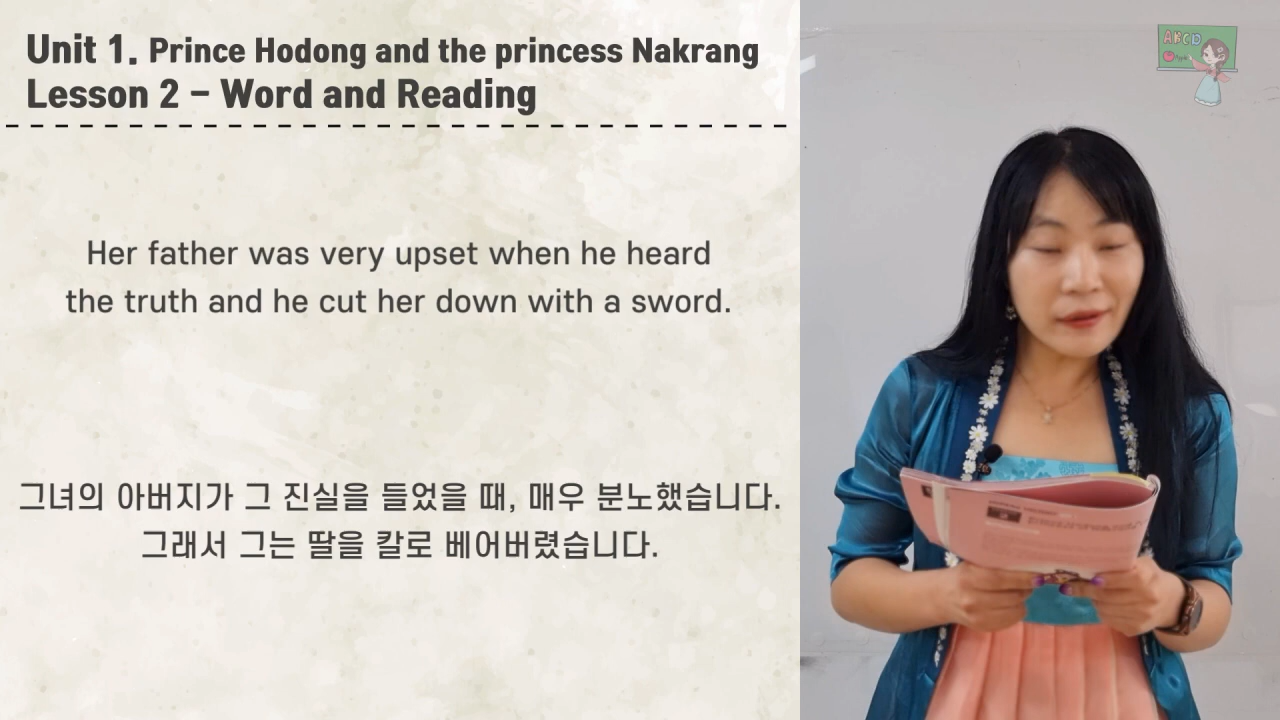 Unit 1. Prince Hodong and the princess Nakrang
Lesson 2 - Word and Reading
Her father was very upset when he heard
the truth and he cut her down with a sword.
그녀의 아버지가 그 진실을 들었을 때, 매우 분노했습니다.
그래서 그는 딸을 칼로 베어버렸습니다.
ABCD